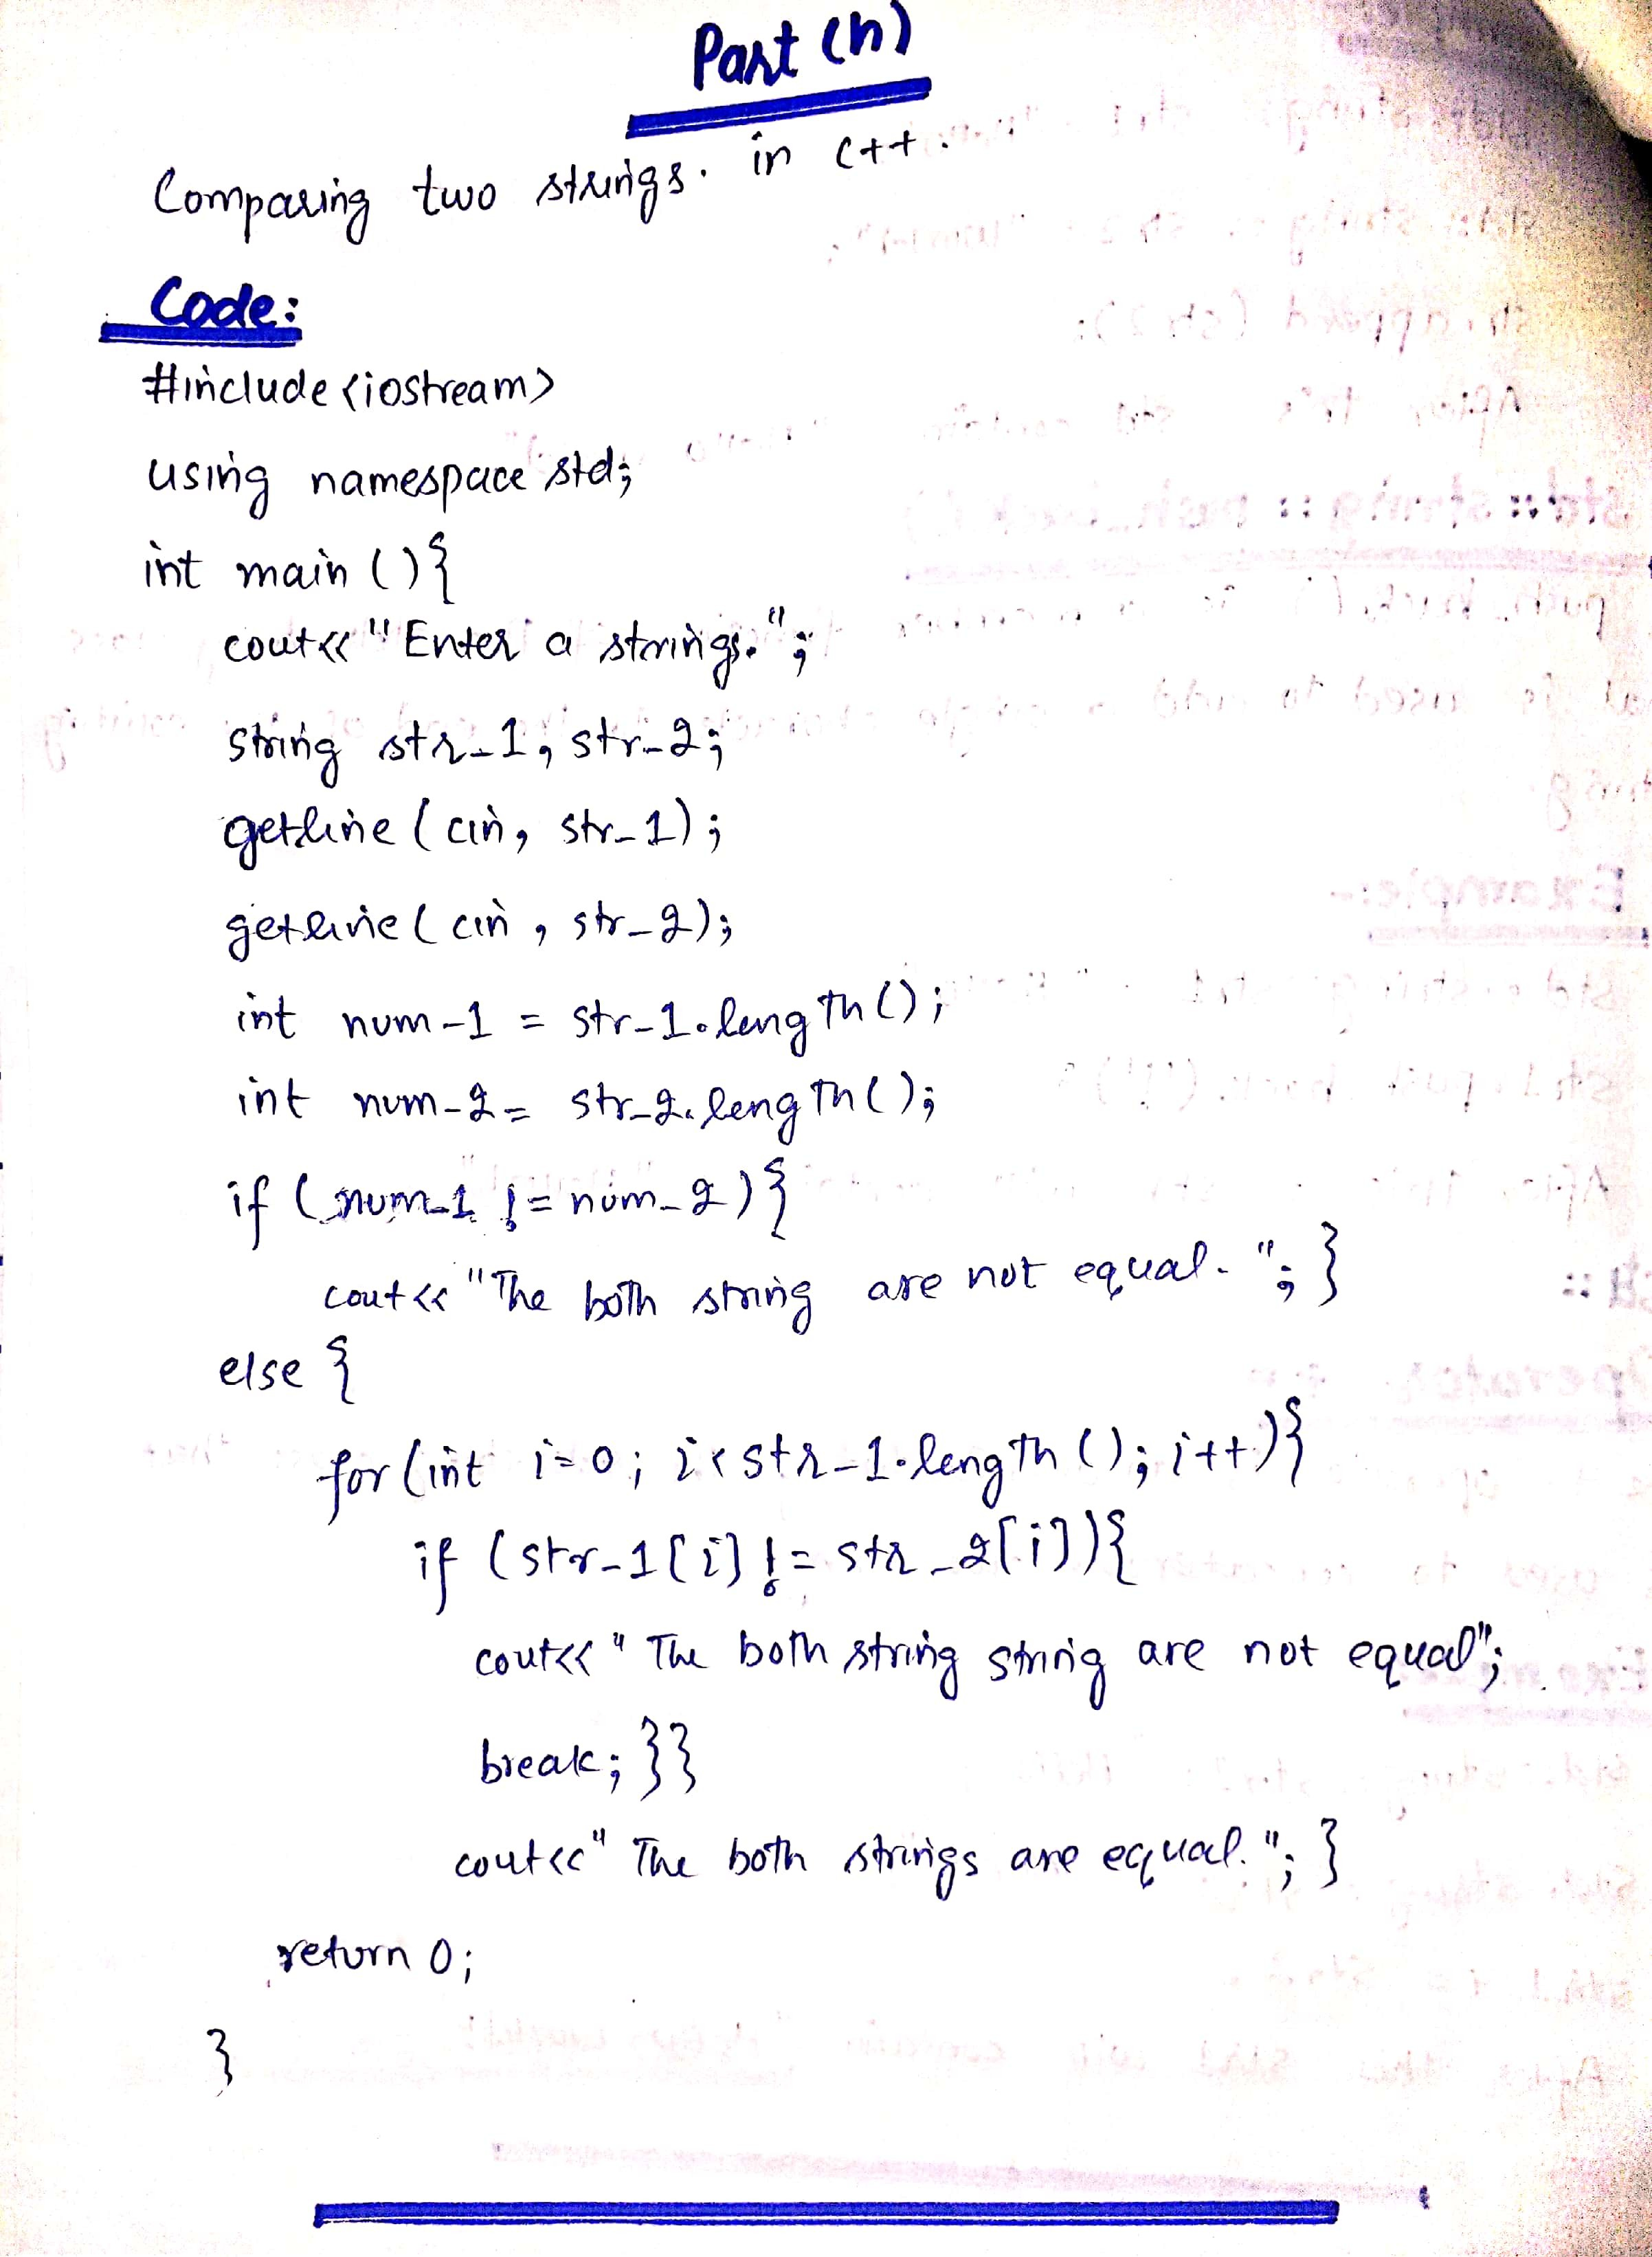 Part (h)
Comparing two strings. in C++.
Code:
#include<iostream>
using namespace std;
int main(){
cout<<"Enter a strings.";
string str_1, str_2;
getline(cin, str_1);
getline(cin, str_2);
int num_1 = str_1.length();
int num_2 = str_2.length();
if (num_1 != num_2){
cout<<"The both string are not equal.";}
else{
for(int i=0; i<str_1.length(); i++){
if (str_1[i] != str_2[i]){
cout<<"The both string string are not equal";
break;}}
cout<<"The both strings are equal.";}
return 0;
}